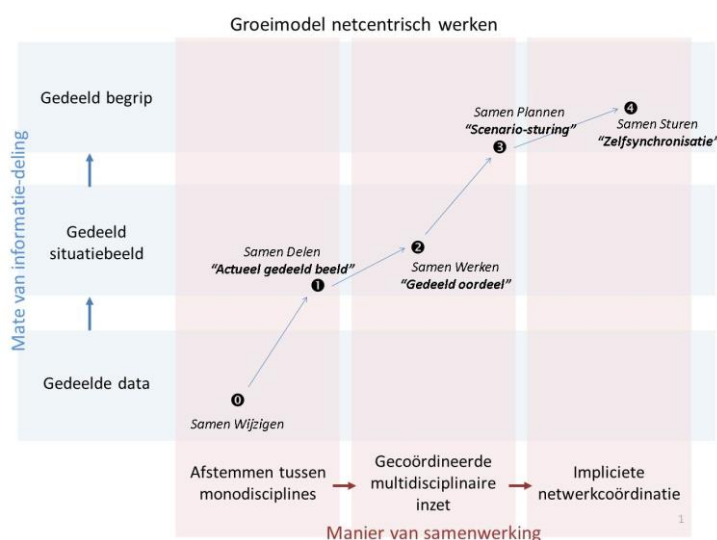 Groeimodel netcentrisch werken
Mate van informatie-deling
Gedeeld begrip
Gedeeld
situatiebeeld
Gedeelde data
⓿
Samen Wijzigen
Samen Delen
“Actueel gedeeld beeld”
❶
❷
Samen Werken
“Gedeeld oordeel”
Samen Plannen
“Scenario-sturing”
❸
❹
Samen Sturen
“Zelfsynchronisatie”
Afstemmen tussen
monodisciplines
Gecoördineerde
multidisciplinaire
inzet
Impliciete
netwerkcoördinatie
Manier van samenwerking
1